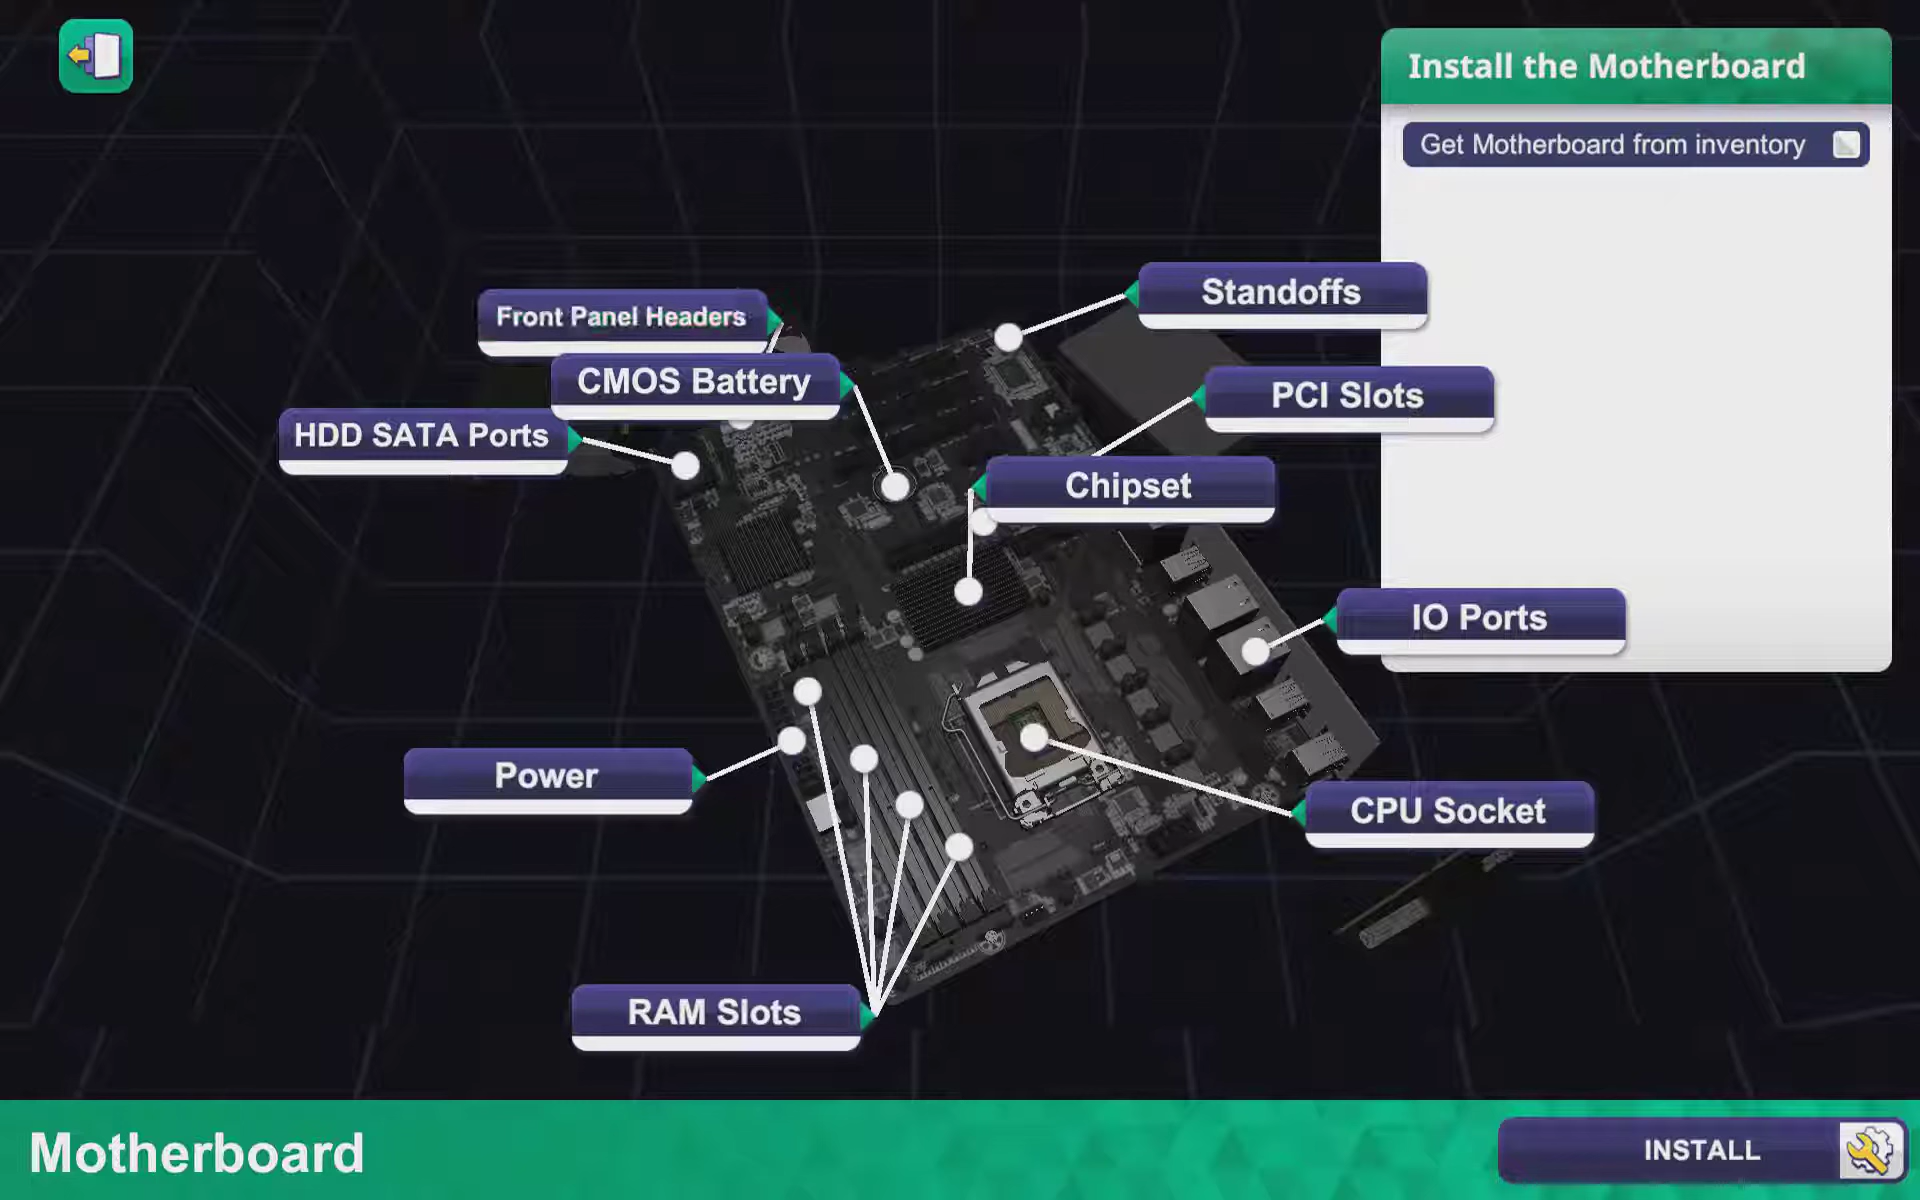 Install the Motherboard
Get Motherboard from inventory
Standoffs
Front Panel Headers
CMOS Battery
PCI Slots
HDD SATA Ports
Chipset
IO Ports
Power
CPU Socket
RAM Slots
Motherboard
INSTALL